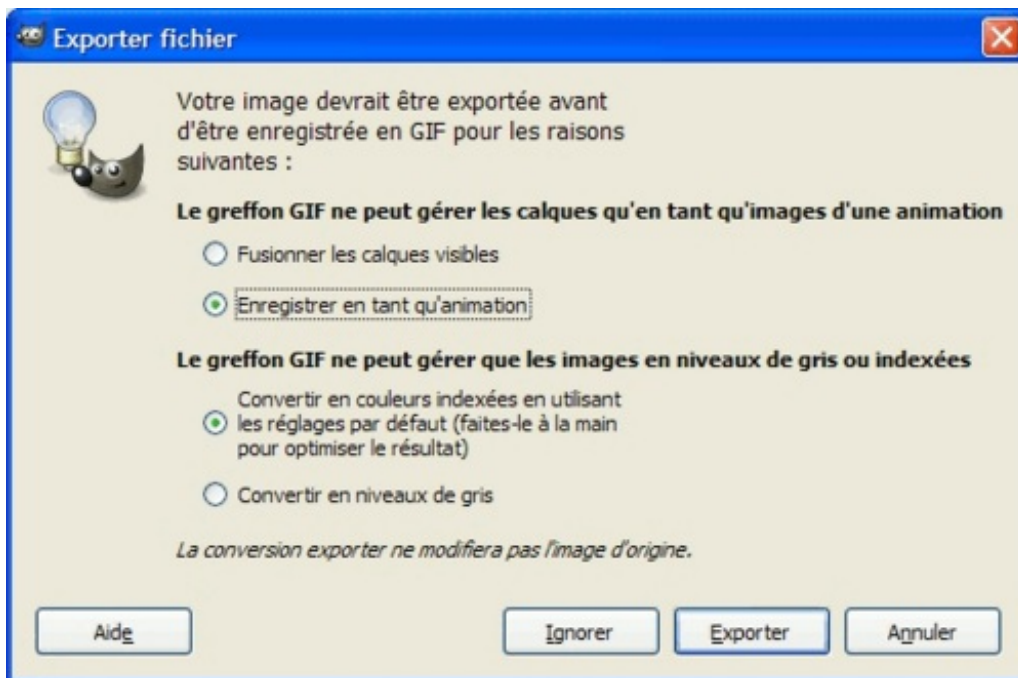 Exporter fichier
Votre image devrait être exportée avant
d'être enregistrée en GIF pour les raisons
suivantes :
Le greffon GIF ne peut gérer les calques qu'en tant qu'images d'une animation
Fusionner les calques visibles
Enregistrer en tant qu'animation
Le greffon GIF ne peut gérer que les images en niveaux de gris ou indexées
Convertir en couleurs indexées en utilisant
les réglages par défaut (faites-le à la main
pour optimiser le résultat)
Convertir en niveaux de gris
La conversion exporter ne modifiera pas l'image d'origine.
Aide
Ignorer
Exporter
Annuler